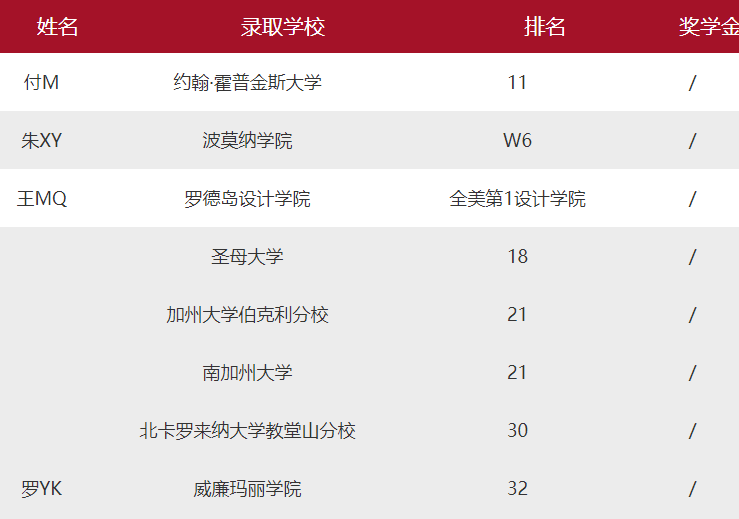 姓名 录取学校 排名 奖学金
付M 约翰·霍普金斯大学 11 /
朱XY 波莫纳学院 W6 /
王MQ 罗德岛设计学院 全美第1设计学院 /
圣母大学 18 /
加州大学伯克利分校 21 /
南加州大学 21 /
北卡罗来纳大学教堂山分校 30 /
罗YK 威廉玛丽学院 32 /